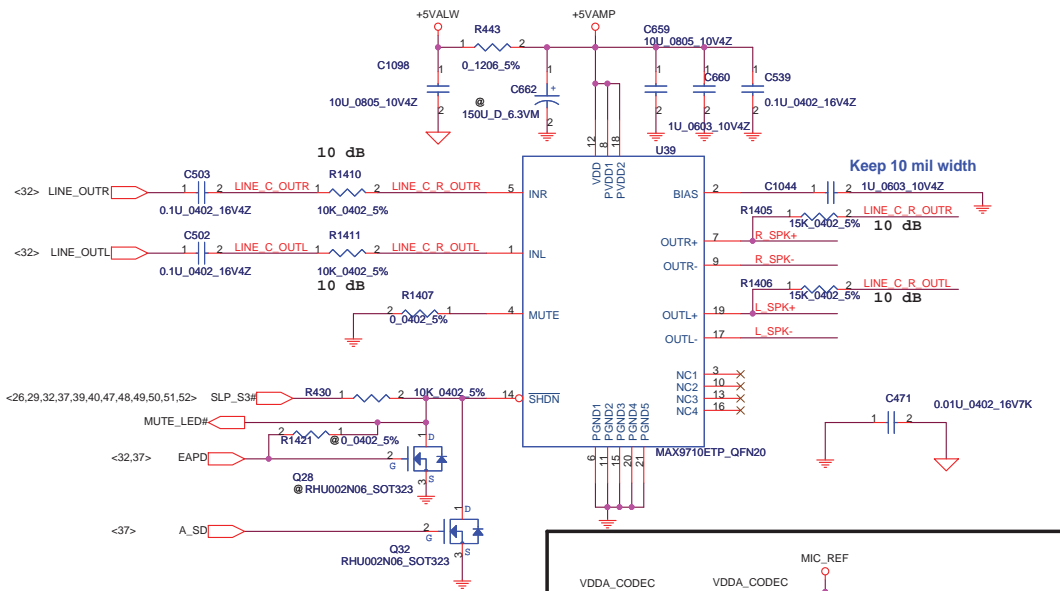 +5VALW
+5VAMP
R443
1
2
0_1206_5%
C1098
1
2
10U_0805_10V4Z
C662
@
150U_D_6.3VM
1
+
2
C659
10U_0805_10V4Z
1
2
C660
1
2
1U_0603_10V4Z
C539
1
2
0.1U_0402_16V4Z
U39
12
8
18
VDD
PVDD1
PVDD2
10 dB
<32>
LINE_OUTR
C503
1
2
0.1U_0402_16V4Z
LINE_C_OUTR
R1410
1
2
10K_0402_5%
LINE_C_R_OUTR
5
INR
<32>
LINE_OUTL
C502
1
2
0.1U_0402_16V4Z
LINE_C_OUTL
R1411
1
2
10K_0402_5%
LINE_C_R_OUTL
1
INL
10 dB
R1407
2
1
0_0402_5%
4
MUTE
<26,29,32,37,39,40,47,48,49,50,51,52>
SLP_S3#
R430
1
2
10K_0402_5%
14
SHDN
MUTE_LED#
R1421
2
1
@0_0402_5%
<32,37>
EAPD
2
G
1
D
S
3
Q28
@RHU002N06_SOT323
<37>
A_SD
2
G
1
D
S
3
Q32
RHU002N06_SOT323
Keep 10 mil width
BIAS
2
C1044
1
2
1U_0603_10V4Z
R1405
1
2
15K_0402_5%
LINE_C_R_OUTR
10 dB
OUTR+
7
R_SPK+
OUTR-
9
R_SPK-
R1406
1
2
15K_0402_5%
LINE_C_R_OUTL
10 dB
OUTL+
19
L_SPK+
OUTL-
17
L_SPK-
NC1
3
NC2
10
NC3
13
NC4
16
PGND1
PGND2
PGND3
PGND4
PGND5
6
11
15
20
21
MAX9710ETP_QFN20
C471
1
2
0.01U_0402_16V7K
MIC_REF
VDDA_CODEC
VDDA_CODEC